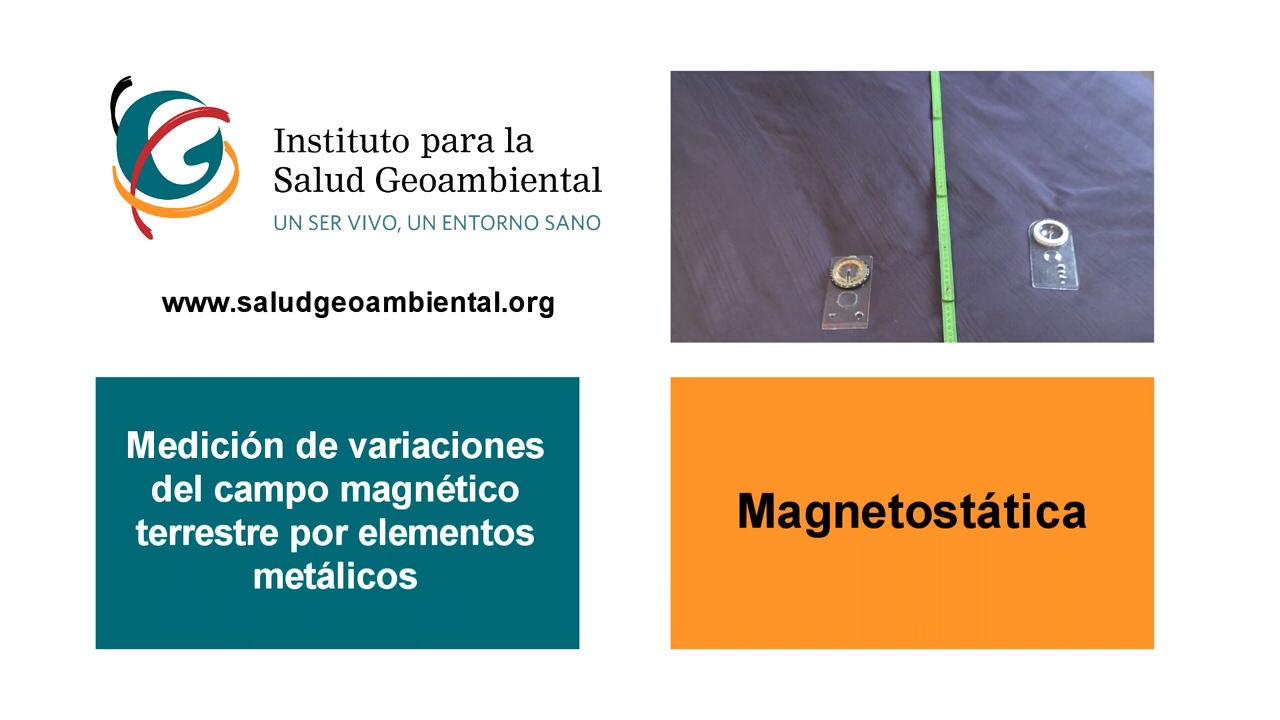 Instituto para la
Salud Geoambiental
UN SER VIVO, UN ENTORNO SANO
www.saludgeoambiental.org
Medición de variaciones
del campo magnético
terrestre por elementos
metálicos
Magnetostática